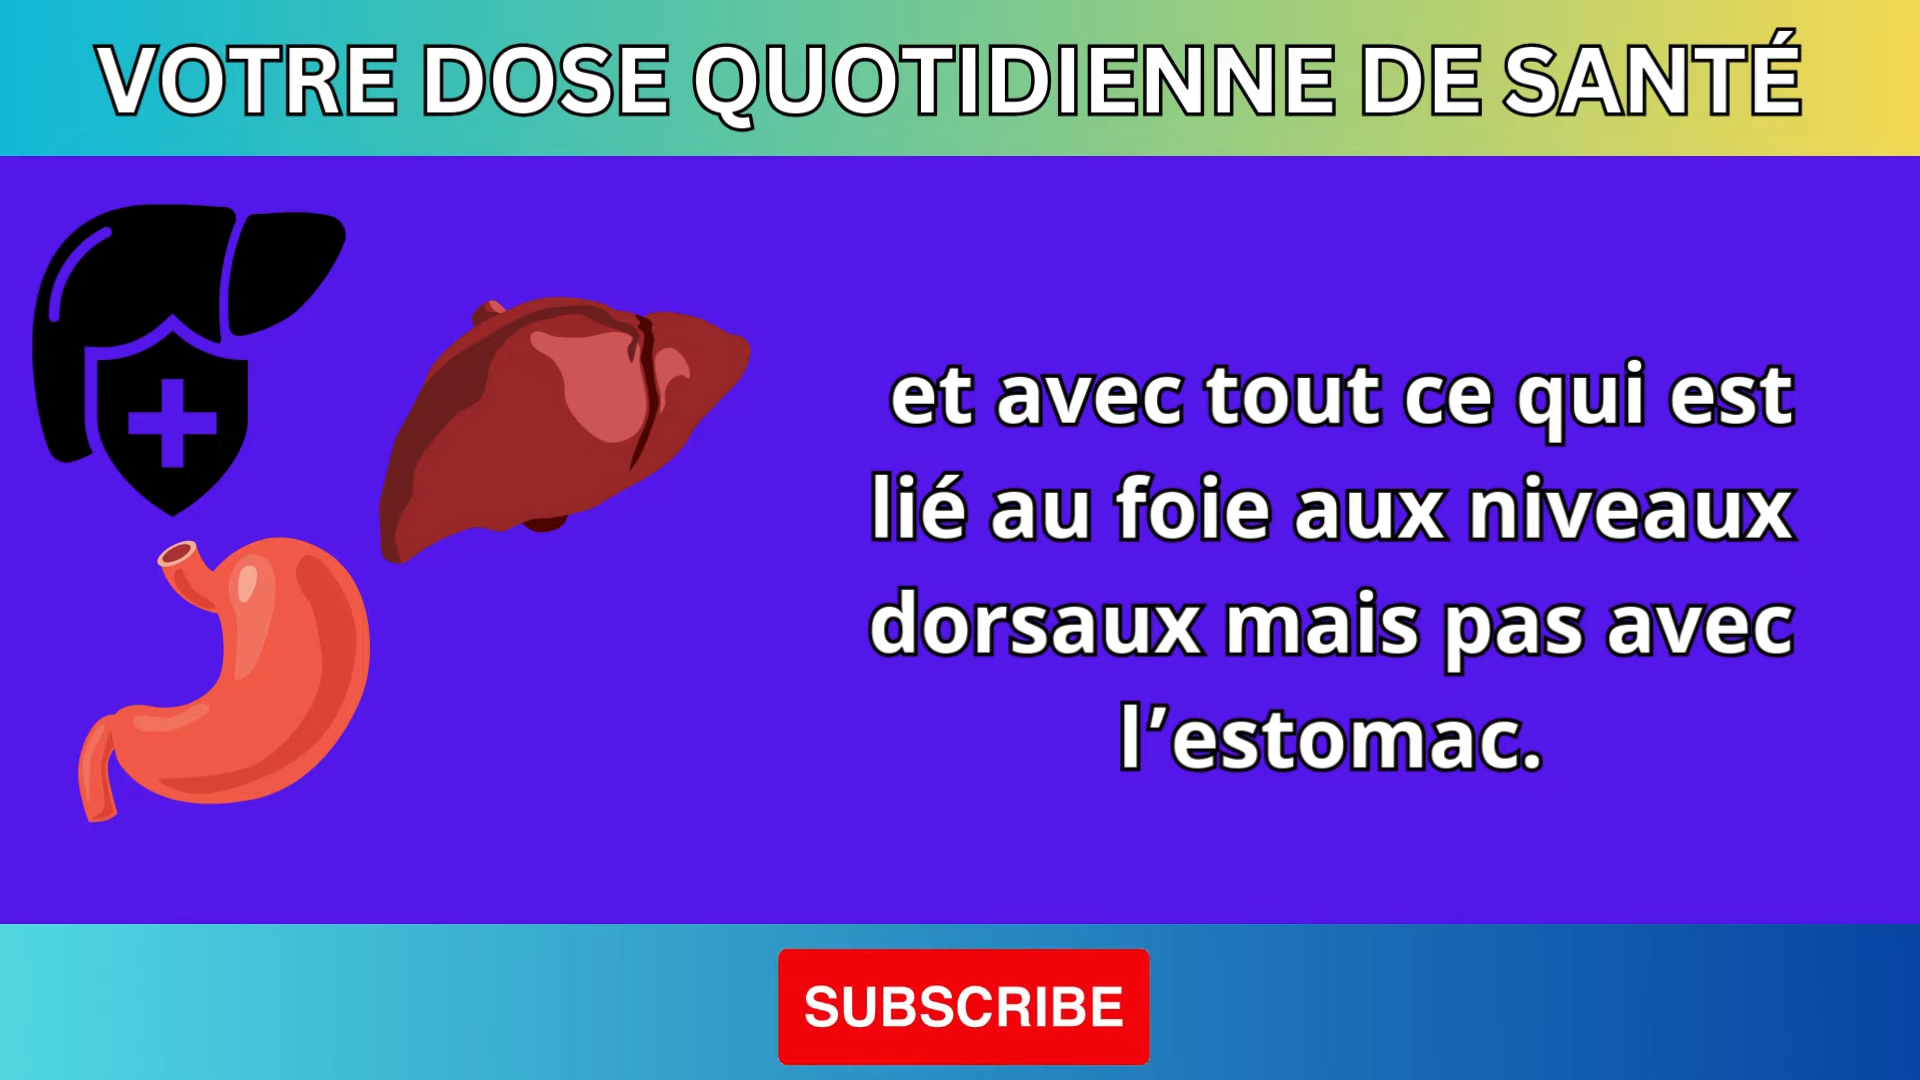 VOTRE DOSE QUOTIDIENNE DE SANTÉ
et avec tout ce qui est
lié au foie aux niveaux
dorsaux mais pas avec
l’estomac.
SUBSCRIBE